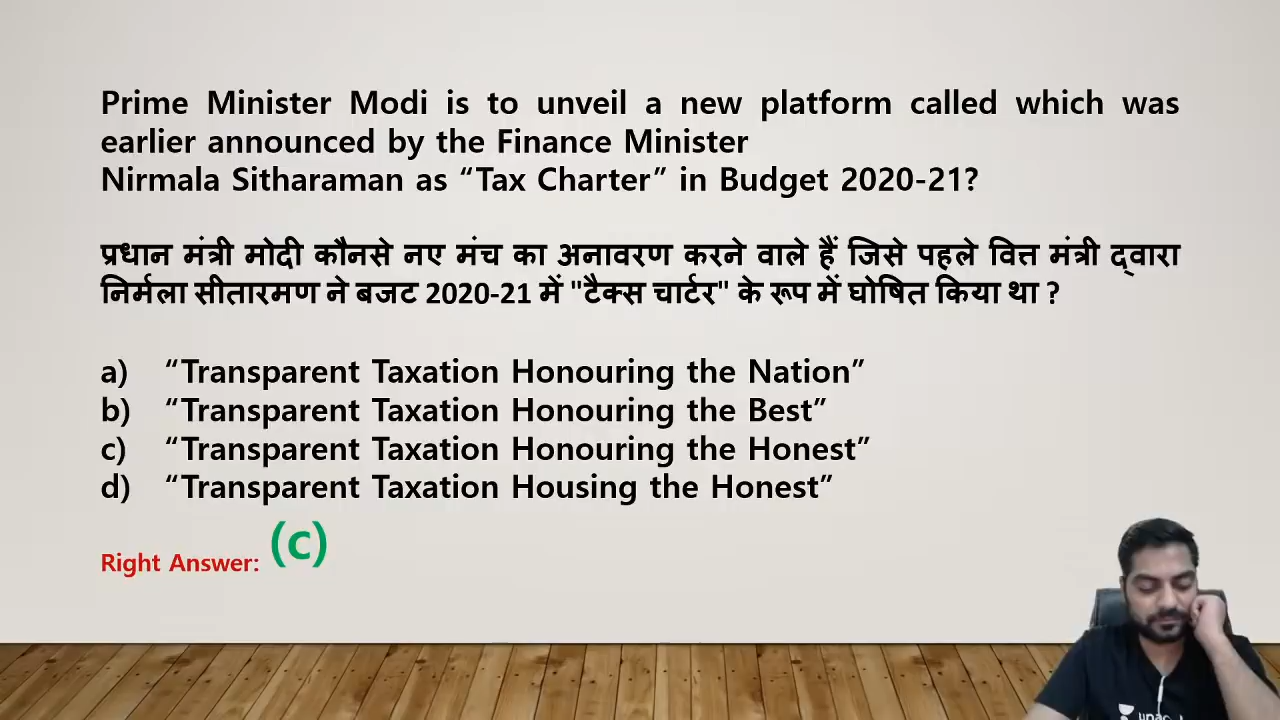 Prime Minister Modi is to unveil a new platform called which was
earlier announced by the Finance Minister
Nirmala Sitharaman as “Tax Charter” in Budget 2020-21?
प्रधान मंत्री मोदी कौनसे नए मंच का अनावरण करने वाले हैं जिसे पहले वित्त मंत्री द्वारा
निर्मला सीतारमण ने बजट 2020-21 में "टैक्स चार्टर" के रूप में घोषित किया था ?
a) “Transparent Taxation Honouring the Nation”
b) “Transparent Taxation Honouring the Best”
c) “Transparent Taxation Honouring the Honest”
d) “Transparent Taxation Housing the Honest”
Right Answer: (c)